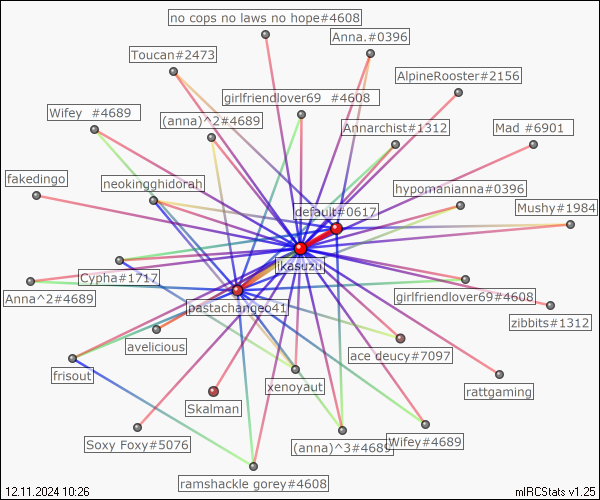 no cops no laws no hope#4608
Anna.#0396
Toucan#2473
AlpineRooster#2156
girlfriendlover69 #4608
Wifey #4689
(anna)^2#4689
Annarchist#1312
Mad #6901
fakedingo
neokingghidorah
hypomanianna#0396
default#0617
Mushy#1984
likasuzu
Cypha#1717
Anna^2#4689
girlfriendlover69#4608
pastachangeo41
zibbits#1312
avelicious
ace deucy#7097
frisout
xenoyaut
rattgaming
Skalman
Soxy Foxy#5076
(anna)^3#4689
Wifey#4689
ramshackle gorey#4608
12.11.2024 10:26
mIRCStats v1.25